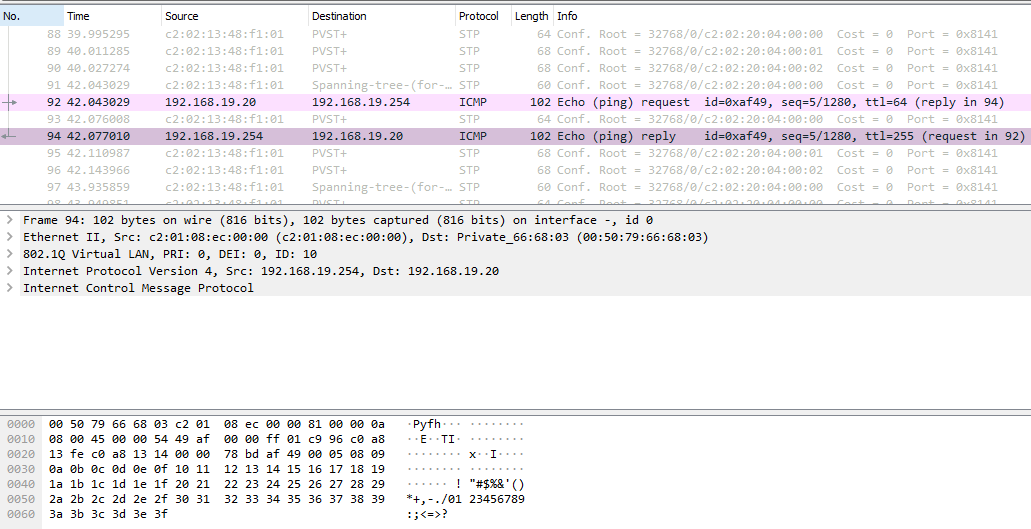 No. Time Source Destination Protocol Length Info
88 39.995295 c2:02:13:48:f1:01 PVST+ STP 64 Conf. Root = 32768/0/c2:02:20:04:00:00 Cost = 0 Port = 0x8141
89 40.011285 c2:02:13:48:f1:01 PVST+ STP 68 Conf. Root = 32768/0/c2:02:20:04:00:01 Cost = 0 Port = 0x8141
90 40.027274 c2:02:13:48:f1:01 PVST+ STP 68 Conf. Root = 32768/0/c2:02:20:04:00:02 Cost = 0 Port = 0x8141
91 42.043029 c2:02:13:48:f1:01 Spanning-tree-(for-… STP 60 Conf. Root = 32768/0/c2:02:20:04:00:00 Cost = 0 Port = 0x8141
92 42.043029 192.168.19.20 192.168.19.254 ICMP 102 Echo (ping) request id=0xaf49, seq=5/1280, ttl=64 (reply in 94)
93 42.076008 c2:02:13:48:f1:01 PVST+ STP 64 Conf. Root = 32768/0/c2:02:20:04:00:00 Cost = 0 Port = 0x8141
94 42.077010 192.168.19.254 192.168.19.20 ICMP 102 Echo (ping) reply id=0xaf49, seq=5/1280, ttl=255 (request in 92)
95 42.110987 c2:02:13:48:f1:01 PVST+ STP 68 Conf. Root = 32768/0/c2:02:20:04:00:01 Cost = 0 Port = 0x8141
96 42.143966 c2:02:13:48:f1:01 PVST+ STP 68 Conf. Root = 32768/0/c2:02:20:04:00:02 Cost = 0 Port = 0x8141
97 43.935859 c2:02:13:48:f1:01 Spanning-tree-(for-… STP 60 Conf. Root = 32768/0/c2:02:20:04:00:00 Cost = 0 Port = 0x8141
Frame 94: 102 bytes on wire (816 bits), 102 bytes captured (816 bits) on interface -, id 0
Ethernet II, Src: c2:01:08:ec:00:00 (c2:01:08:ec:00:00), Dst: Private_66:68:03 (00:50:79:66:68:03)
802.1Q Virtual LAN, PRI: 0, DEI: 0, ID: 10
Internet Protocol Version 4, Src: 192.168.19.254, Dst: 192.168.19.20
Internet Control Message Protocol
0000 00 50 79 66 68 03 c2 01 08 ec 00 00 81 00 00 0a ·Pyfh··· ········
0010 08 00 45 00 00 54 49 af 00 00 ff 01 c9 96 c0 a8 ··E··TI· ········
0020 13 fe c0 a8 13 14 00 00 78 bd af 49 00 05 08 09 ········ x··I····
0030 0a 0b 0c 0d 0e 0f 10 11 12 13 14 15 16 17 18 19 ········ ········
0040 1a 1b 1c 1d 1e 1f 20 21 22 23 24 25 26 27 28 29 ······ ! "#$%&'()
0050 2a 2b 2c 2d 2e 2f 30 31 32 33 34 35 36 37 38 39 *+,-./01 23456789
0060 3a 3b 3c 3d 3e 3f :;<=>?